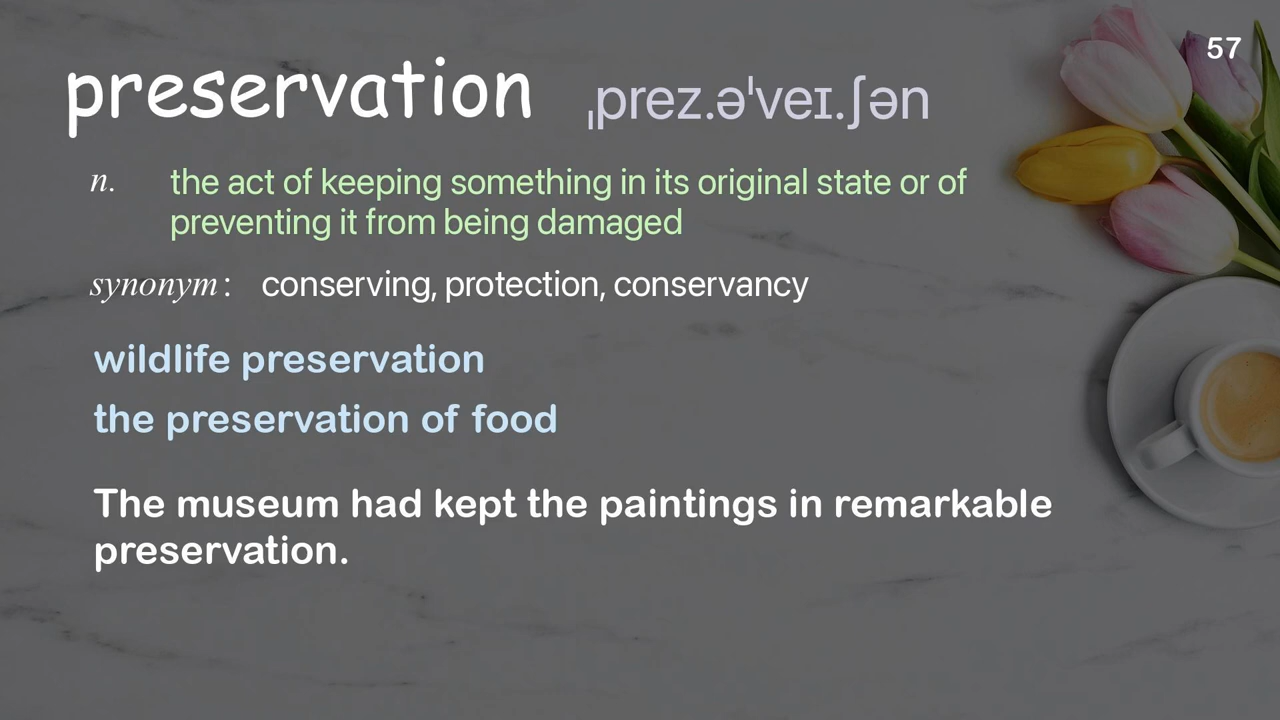 57
preservation ˌprez.əˈveɪ.ʃən
n. the act of keeping something in its original state or of
preventing it from being damaged
synonym : conserving, protection, conservancy
wildlife preservation
the preservation of food
The museum had kept the paintings in remarkable
preservation.